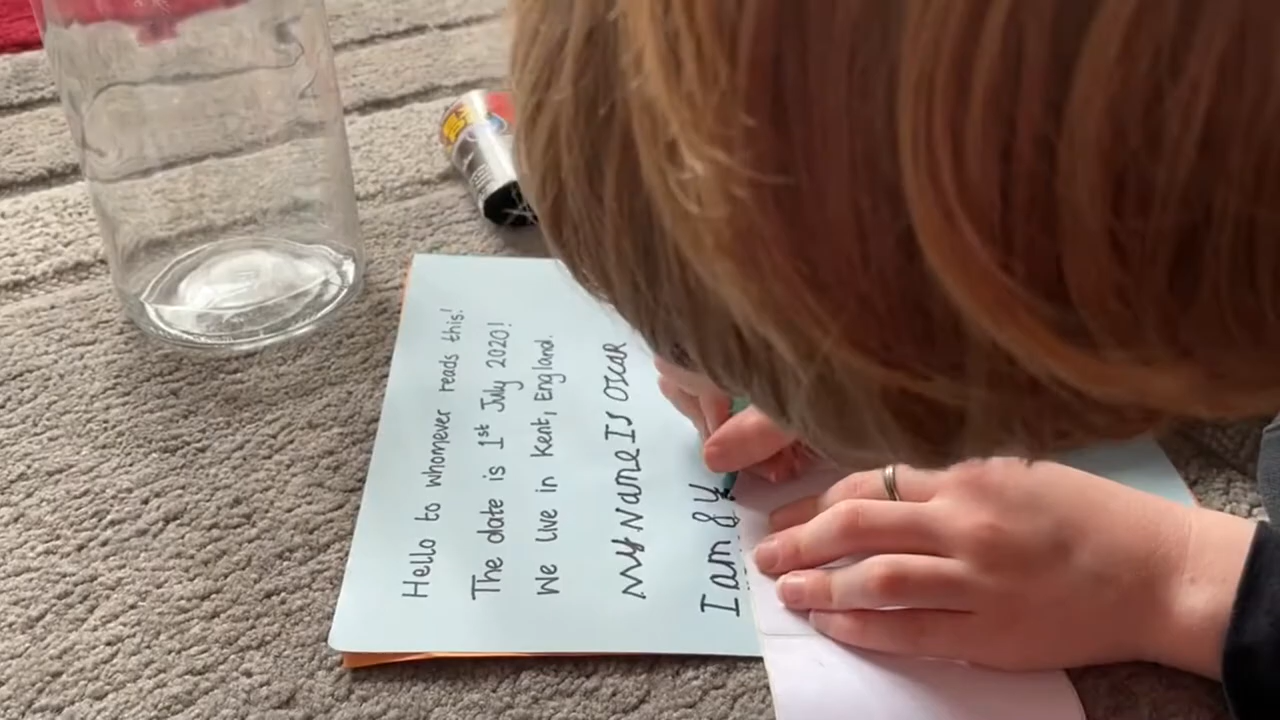 Hello to whomever reads this!
The date is 1st July 2020!
We live in Kent, England.
my name Is Oscar
I am 8 y